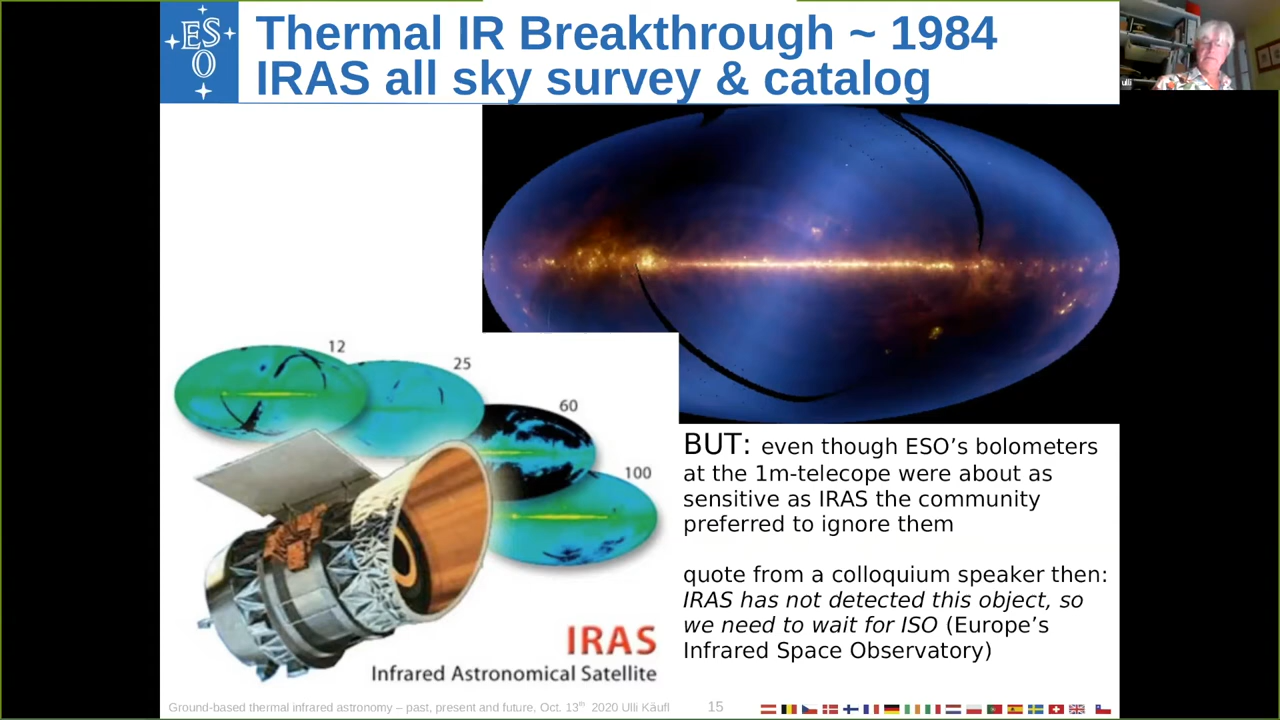 ESO
Thermal IR Breakthrough ~ 1984
IRAS all sky survey & catalog
ulli
12
25
60
100
IRAS
Infrared Astronomical Satellite
BUT: even though ESO’s bolometers
at the 1m-telecope were about as
sensitive as IRAS the community
preferred to ignore them
quote from a colloquium speaker then:
IRAS has not detected this object, so
we need to wait for ISO (Europe’s
Infrared Space Observatory)
Ground-based thermal infrared astronomy – past, present and future, Oct. 13th 2020 Ulli Käufl
15